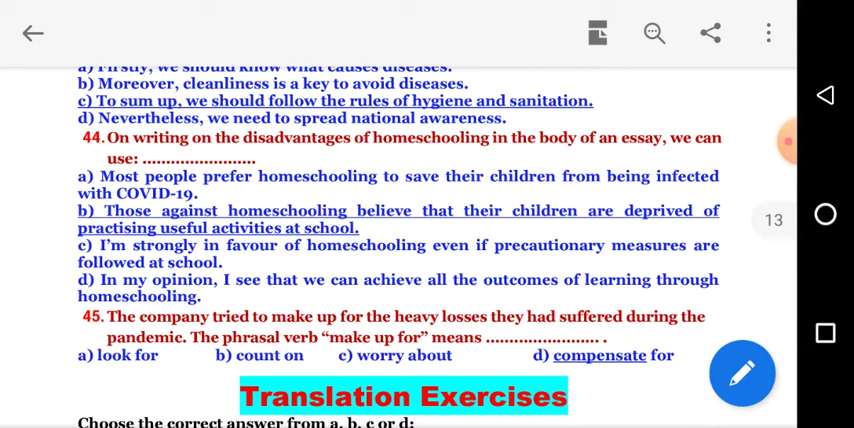 a) Firstly, we should know what causes diseases.
b) Moreover, cleanliness is a key to avoid diseases.
c) To sum up, we should follow the rules of hygiene and sanitation.
d) Nevertheless, we need to spread national awareness.
44. On writing on the disadvantages of homeschooling in the body of an essay, we can
use: ........................
a) Most people prefer homeschooling to save their children from being infected
with COVID-19.
b) Those against homeschooling believe that their children are deprived of
practising useful activities at school.
c) I'm strongly in favour of homeschooling even if precautionary measures are
followed at school.
d) In my opinion, I see that we can achieve all the outcomes of learning through
homeschooling.
13
45. The company tried to make up for the heavy losses they had suffered during the
pandemic. The phrasal verb “make up for” means ........................ .
a) look for b) count on c) worry about d) compensate for
Translation Exercises
Choose the correct answer from a, b, c or d: